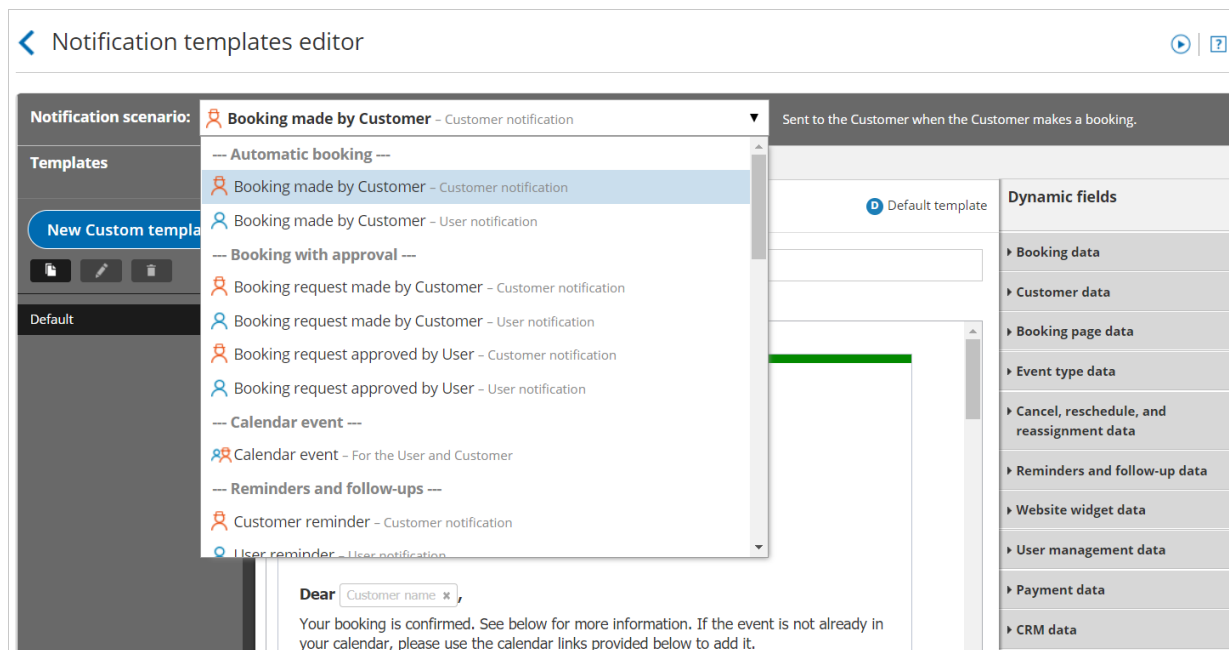 Notification templates editor
Notification scenario:
Booking made by Customer – Customer notification
Sent to the Customer when the Customer makes a booking.
--- Automatic booking ---
Booking made by Customer – Customer notification
Booking made by Customer – User notification
--- Booking with approval ---
Booking request made by Customer – Customer notification
Booking request made by Customer – User notification
Booking request approved by User – Customer notification
Booking request approved by User – User notification
--- Calendar event ---
Calendar event – For the User and Customer
--- Reminders and follow-ups ---
Customer reminder – Customer notification
User reminder – User notification
Templates
New Custom templa
Default
D Default template
Dear Customer name × ,
Your booking is confirmed. See below for more information. If the event is not already in
your calendar, please use the calendar links provided below to add it.
Dynamic fields
Booking data
Customer data
Booking page data
Event type data
Cancel, reschedule, and
reassignment data
Reminders and follow-up data
Website widget data
User management data
Payment data
CRM data